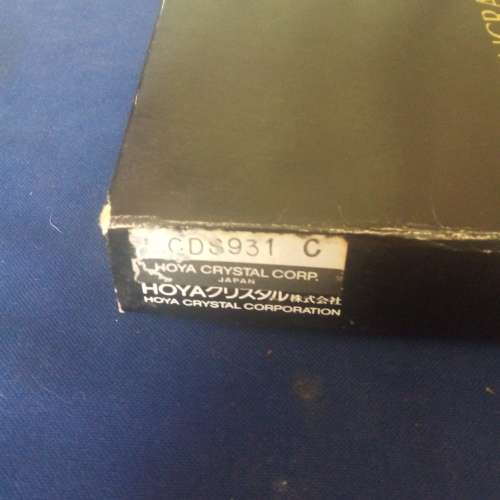 CDS931 C
HOYA CRYSTAL CORP.
JAPAN
HOYAクリスタル株式会社
HOYA CRYSTAL CORPORATION